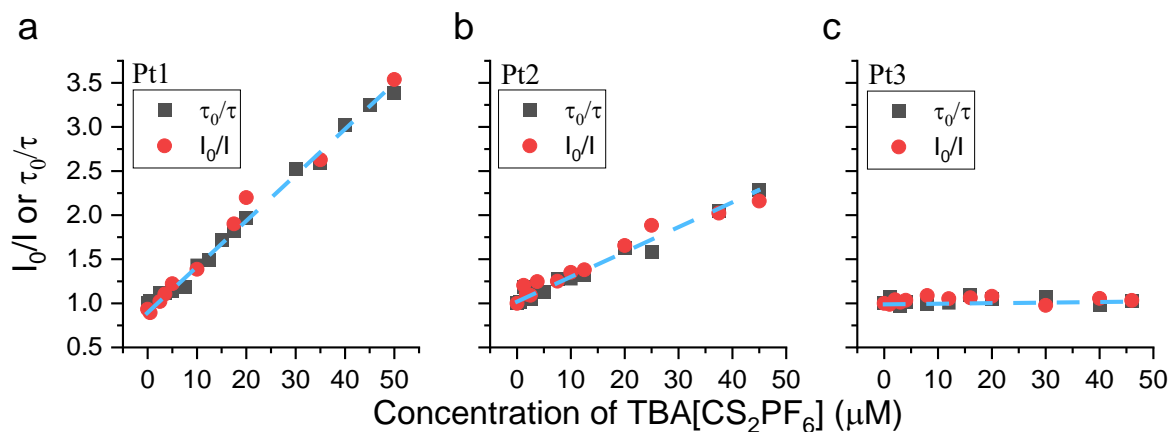 a
b
c
Pt1
Pt2
Pt3
τ₀/τ
I₀/I
τ₀/τ
I₀/I
τ₀/τ
I₀/I
I₀/I or τ₀/τ
3.5
3.0
2.5
2.0
1.5
1.0
0.5
0 10 20 30 40 50
0 10 20 30 40 50
0 10 20 30 40 50
Concentration of TBA[CS₂PF₆] (μM)